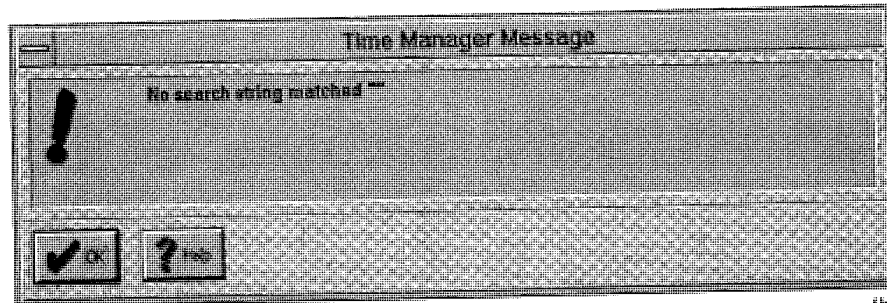 Time Manager Message
No search string matched ""
OK
Help